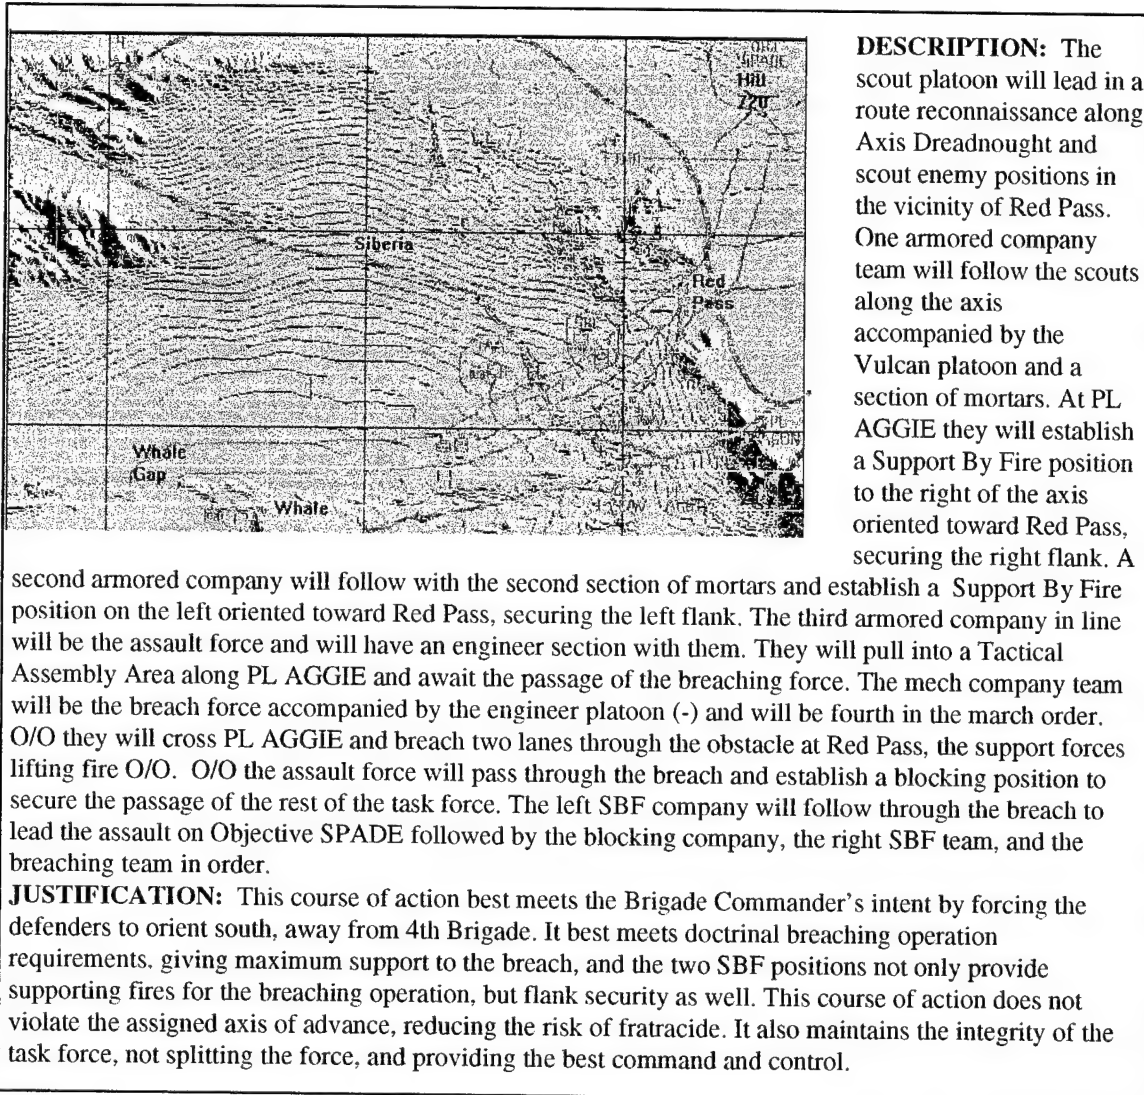 SPADE
Hill
720
Siberia
Red
Pass
Whale
Gap
Whale
DESCRIPTION: The
scout platoon will lead in a
route reconnaissance along
Axis Dreadnought and
scout enemy positions in
the vicinity of Red Pass.
One armored company
team will follow the scouts
along the axis
accompanied by the
Vulcan platoon and a
section of mortars. At PL
AGGIE they will establish
a Support By Fire position
to the right of the axis
oriented toward Red Pass,
securing the right flank. A
second armored company will follow with the second section of mortars and establish a Support By Fire
position on the left oriented toward Red Pass, securing the left flank. The third armored company in line
will be the assault force and will have an engineer section with them. They will pull into a Tactical
Assembly Area along PL AGGIE and await the passage of the breaching force. The mech company team
will be the breach force accompanied by the engineer platoon (-) and will be fourth in the march order.
O/O they will cross PL AGGIE and breach two lanes through the obstacle at Red Pass, the support forces
lifting fire O/O. O/O the assault force will pass through the breach and establish a blocking position to
secure the passage of the rest of the task force. The left SBF company will follow through the breach to
lead the assault on Objective SPADE followed by the blocking company, the right SBF team, and the
breaching team in order.
JUSTIFICATION: This course of action best meets the Brigade Commander's intent by forcing the
defenders to orient south, away from 4th Brigade. It best meets doctrinal breaching operation
requirements, giving maximum support to the breach, and the two SBF positions not only provide
supporting fires for the breaching operation, but flank security as well. This course of action does not
violate the assigned axis of advance, reducing the risk of fratracide. It also maintains the integrity of the
task force, not splitting the force, and providing the best command and control.